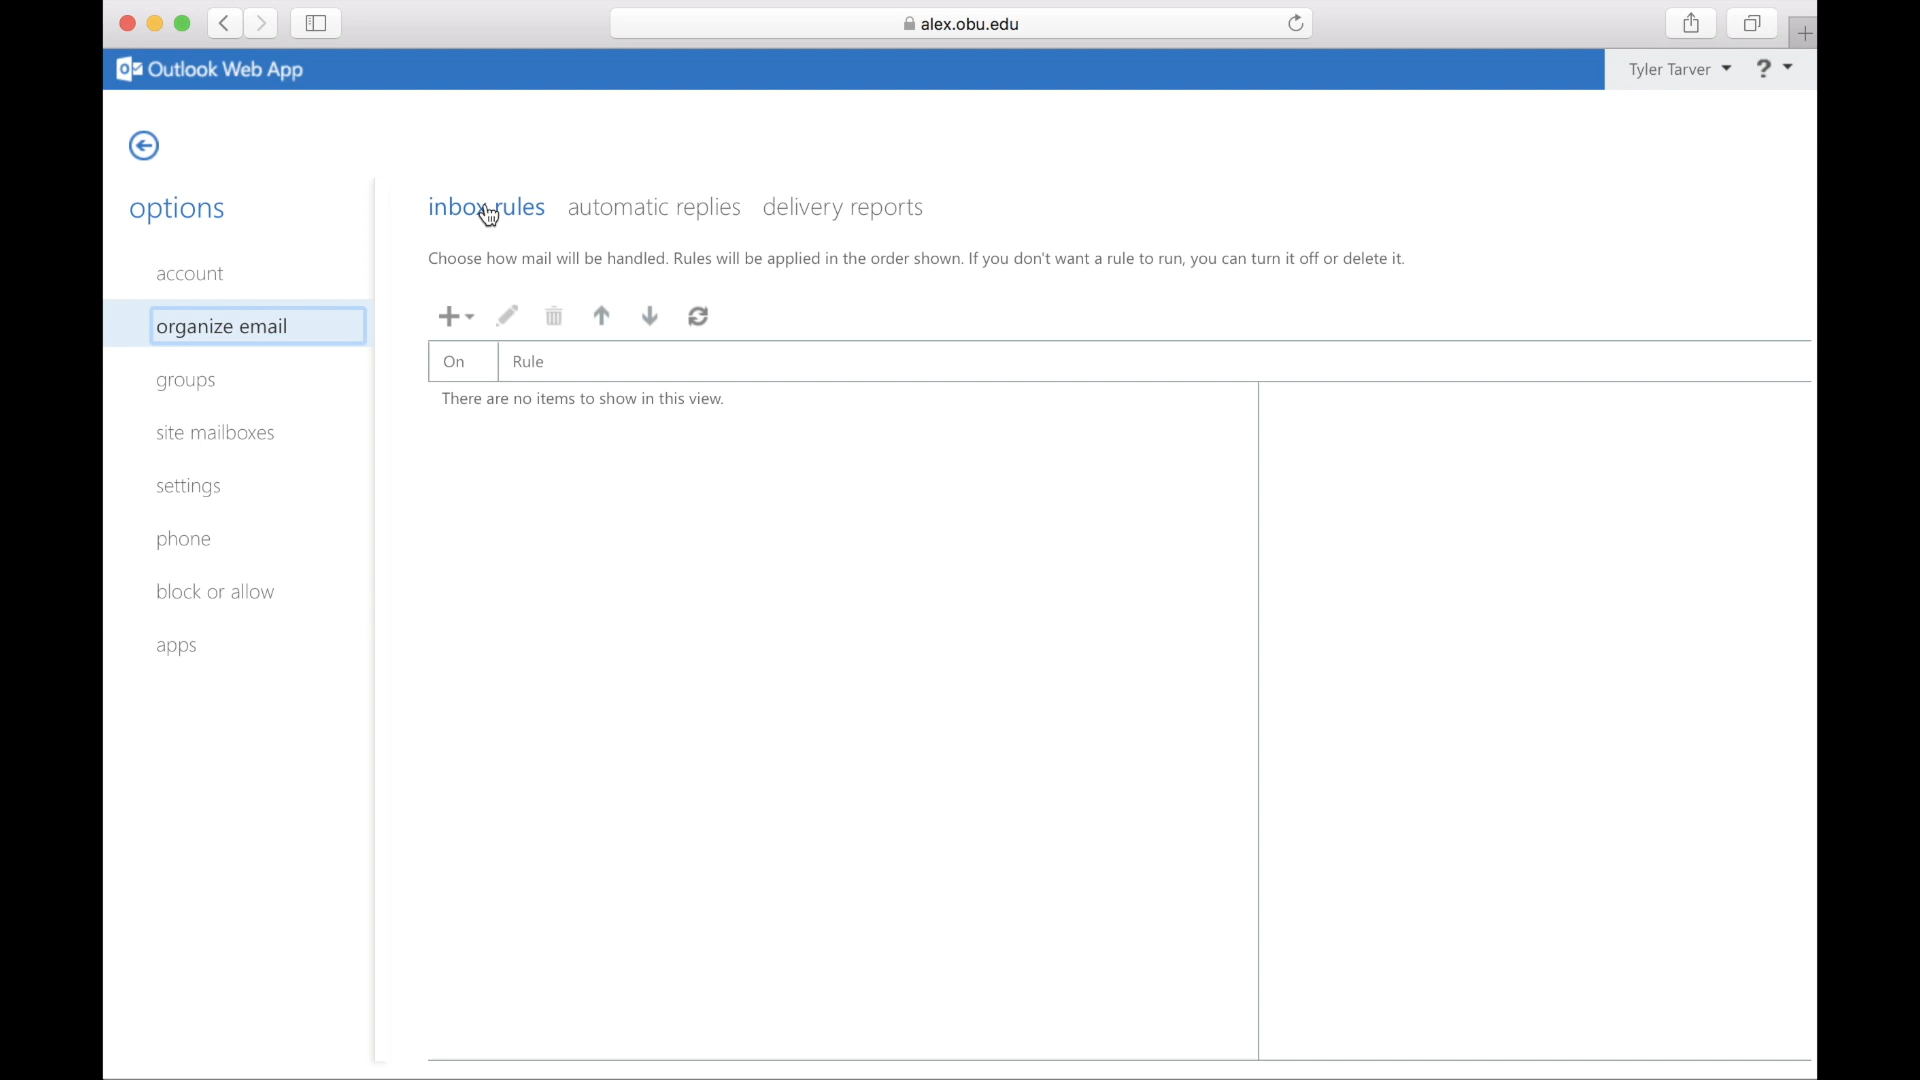 alex.obu.edu
Outlook Web App
Tyler Tarver
?
options
account
organize email
groups
site mailboxes
settings
phone
block or allow
apps
inbox rules automatic replies delivery reports
Choose how mail will be handled. Rules will be applied in the order shown. If you don't want a rule to run, you can turn it off or delete it.
On Rule
There are no items to show in this view.